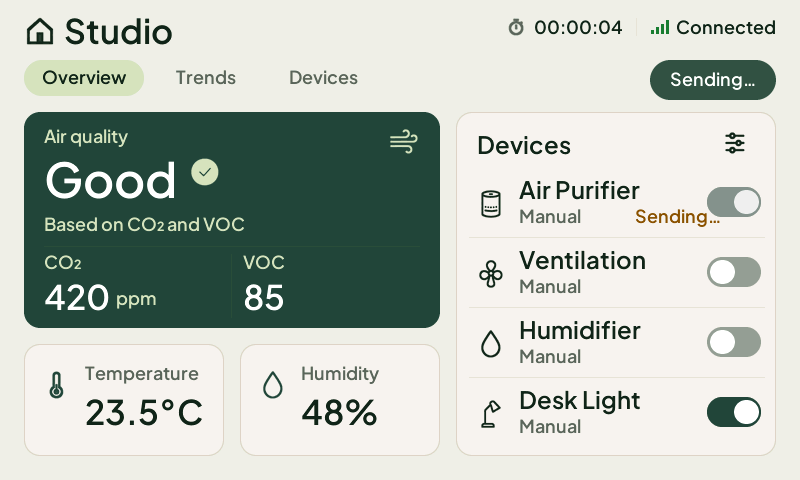 Studio
00:00:04
Connected
Overview
Trends
Devices
Sending...
Air quality
Good
Based on CO₂ and VOC
CO₂
VOC
420 ppm
85
Temperature
23.5°C
Humidity
48%
Devices
Air Purifier
Manual
Sending...
Ventilation
Manual
Humidifier
Manual
Desk Light
Manual